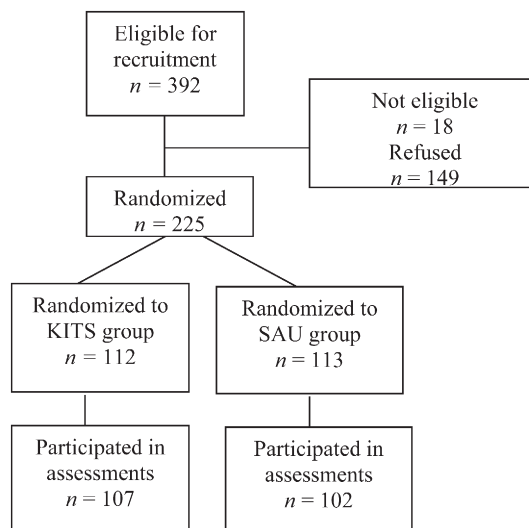 Eligible for
recruitment
n = 392
Not eligible
n = 18
Refused
n = 149
Randomized
n = 225
Randomized to
KITS group
n = 112
Randomized to
SAU group
n = 113
Participated in
assessments
n = 107
Participated in
assessments
n = 102